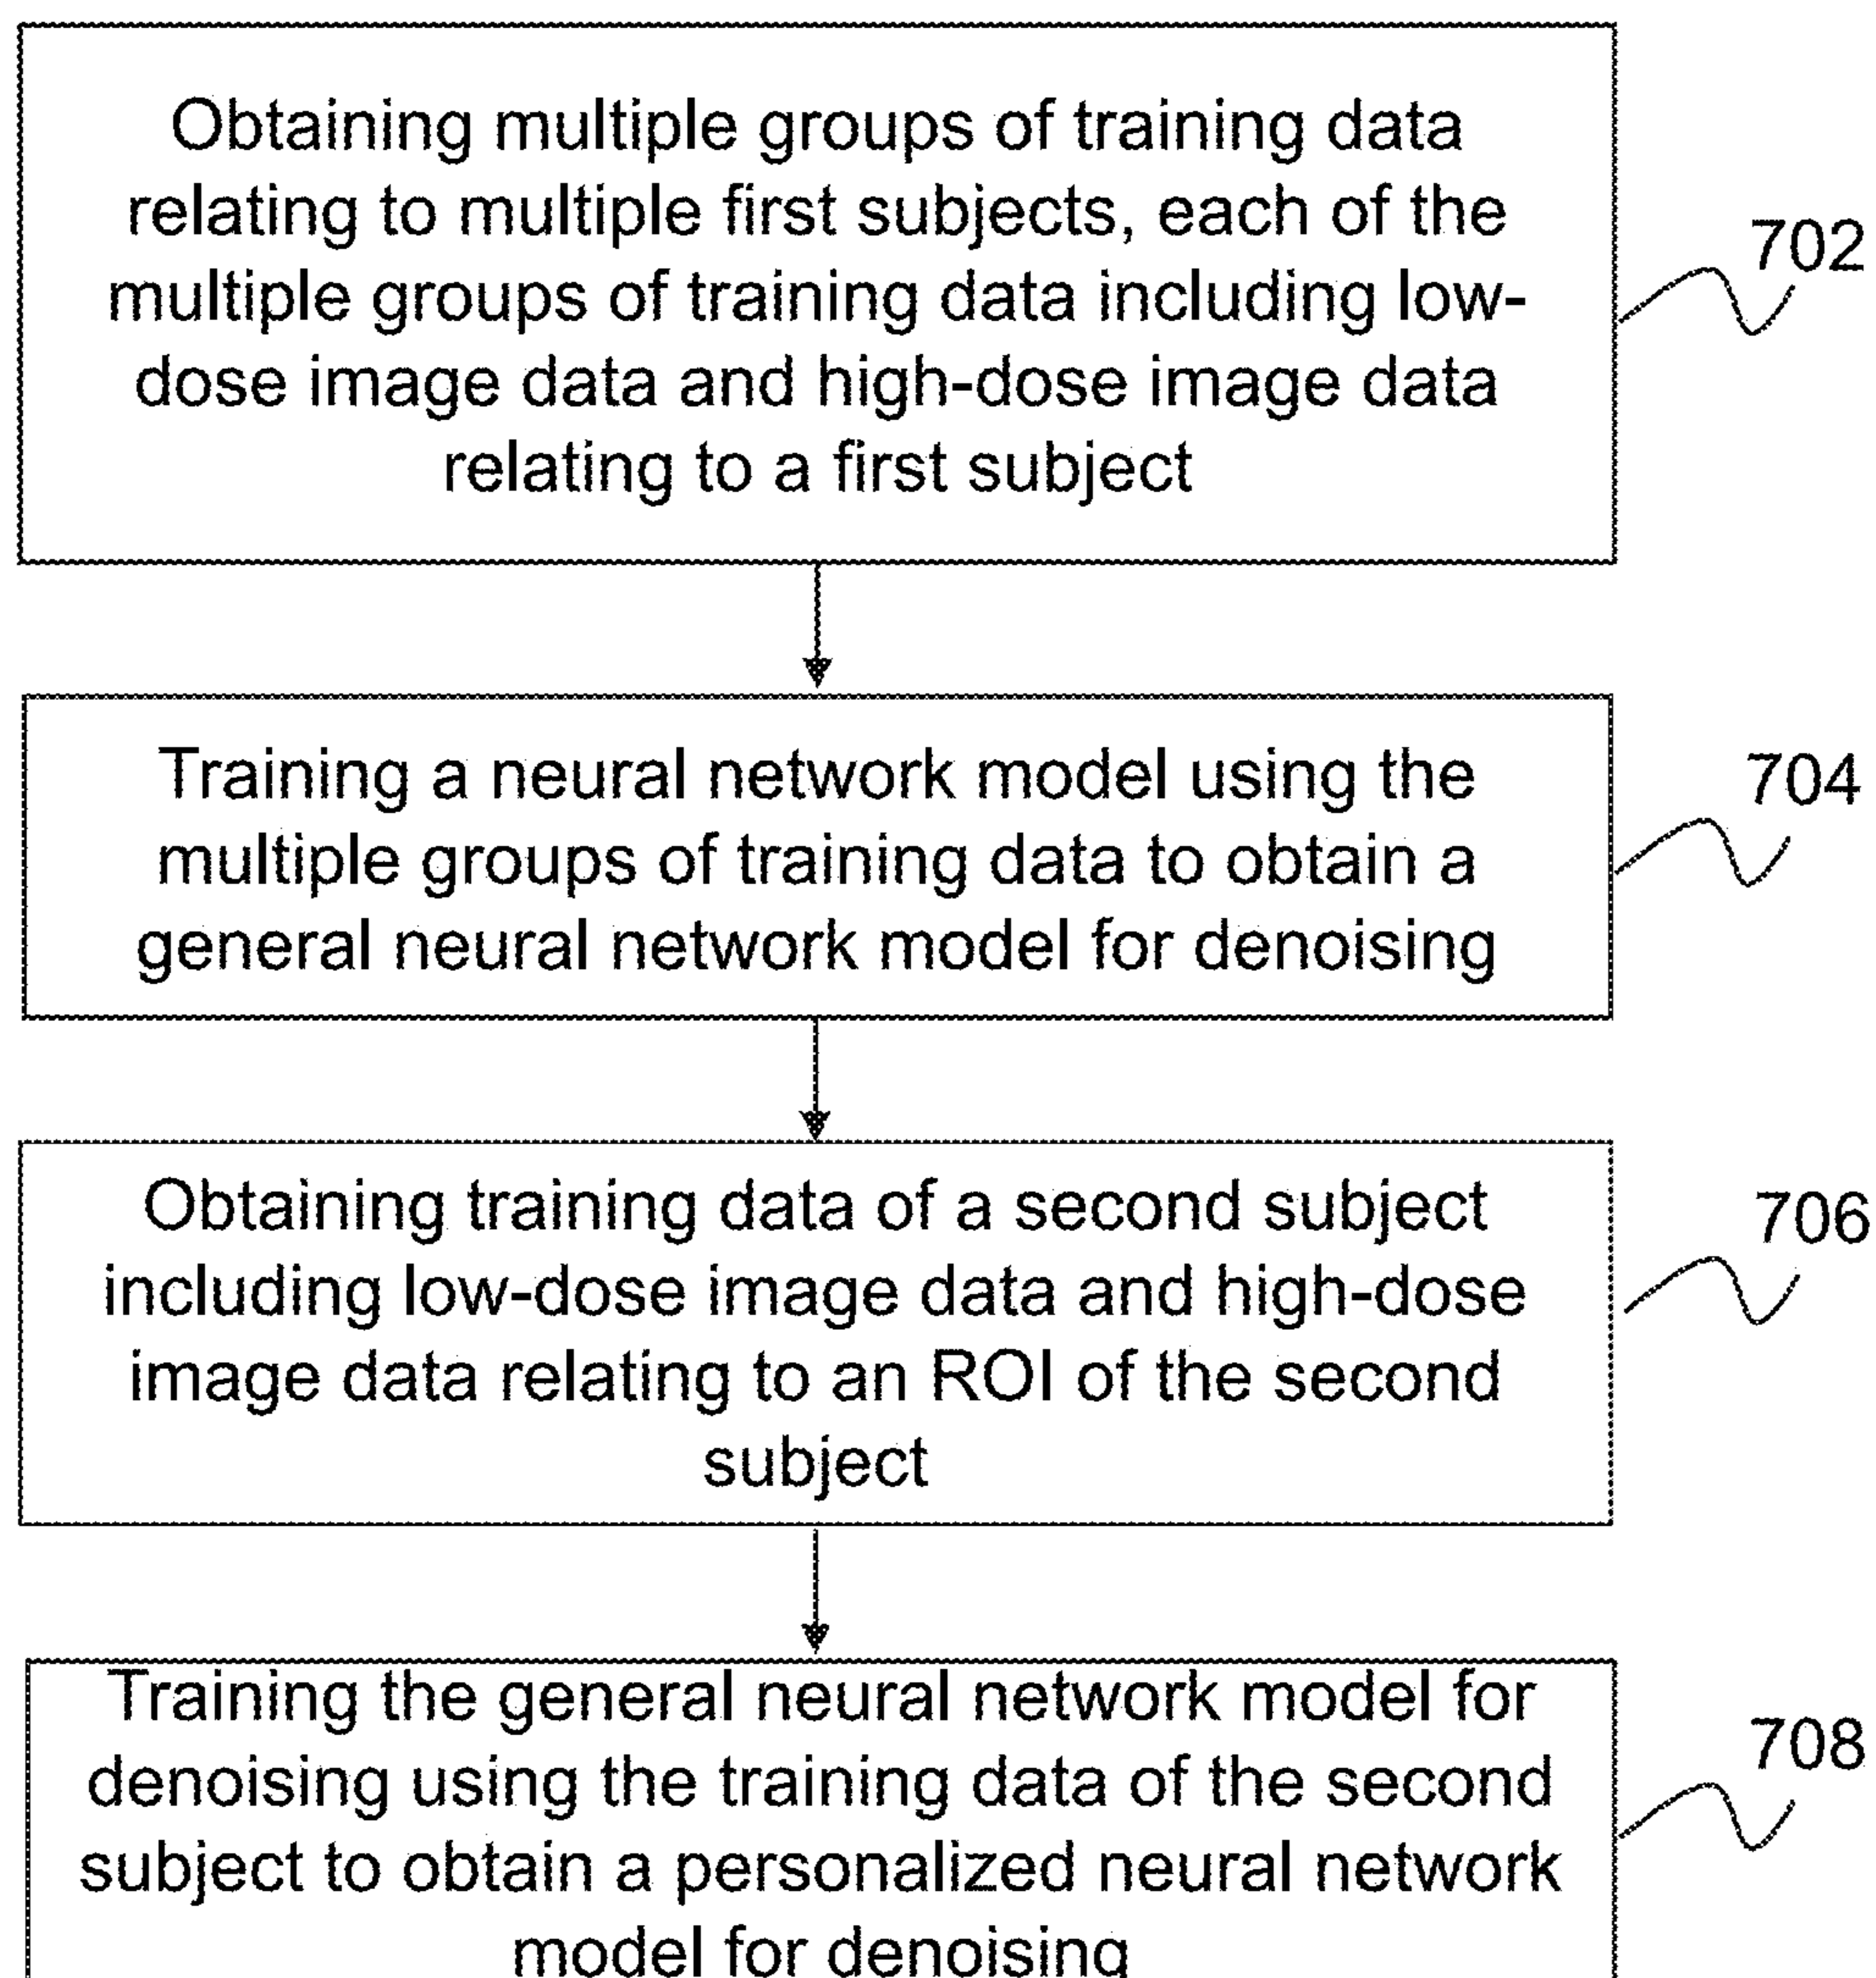 Obtaining multiple groups of training data
relating to multiple first subjects, each of the
multiple groups of training data including low-
dose image data and high-dose image data
relating to a first subject
702
Training a neural network model using the
multiple groups of training data to obtain a
general neural network model for denoising
704
Obtaining training data of a second subject
including low-dose image data and high-dose
image data relating to an ROI of the second
subject
706
Training the general neural network model for
denoising using the training data of the second
subject to obtain a personalized neural network
model for denoising
708